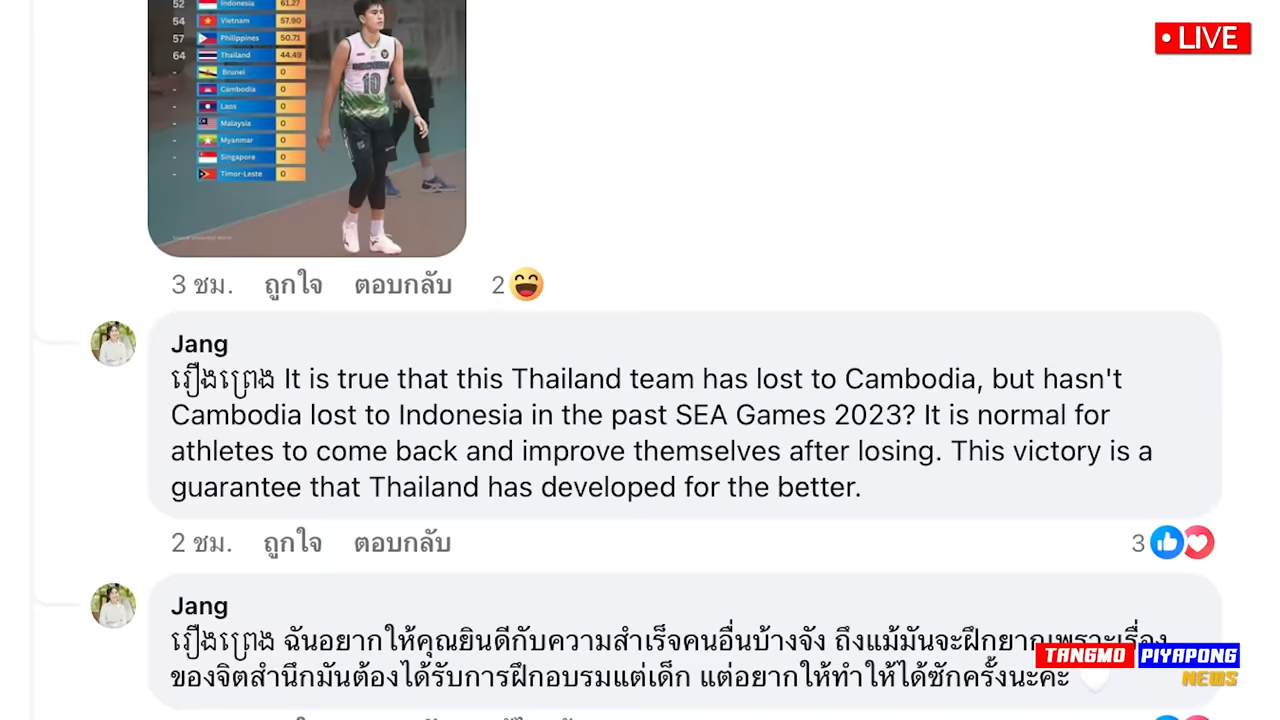 52 Indonesia 61.27
54 Vietnam 57.90
57 Philippines 50.71
64 Thailand 44.49
- Brunei 0
- Cambodia 0
- Laos 0
- Malaysia 0
- Myanmar 0
- Singapore 0
- Timor-Leste 0
10
• LIVE
3 ชม. ถูกใจ ตอบกลับ 2
Jang
រឿងព្រេង It is true that this Thailand team has lost to Cambodia, but hasn't
Cambodia lost to Indonesia in the past SEA Games 2023? It is normal for
athletes to come back and improve themselves after losing. This victory is a
guarantee that Thailand has developed for the better.
2 ชม. ถูกใจ ตอบกลับ 3
Jang
រឿងព្រេង ฉันอยากให้คุณยินดีกับความสำเร็จคนอื่นบ้างจัง ถึงแม้มันจะฝึกยากเพราะเรื่อง
ของจิตสำนึกมันต้องได้รับการฝึกอบรมแต่เด็ก แต่อยากให้ทำให้ได้ซักครั้งนะคะ
TANGMO PIYAPONG
NEWS